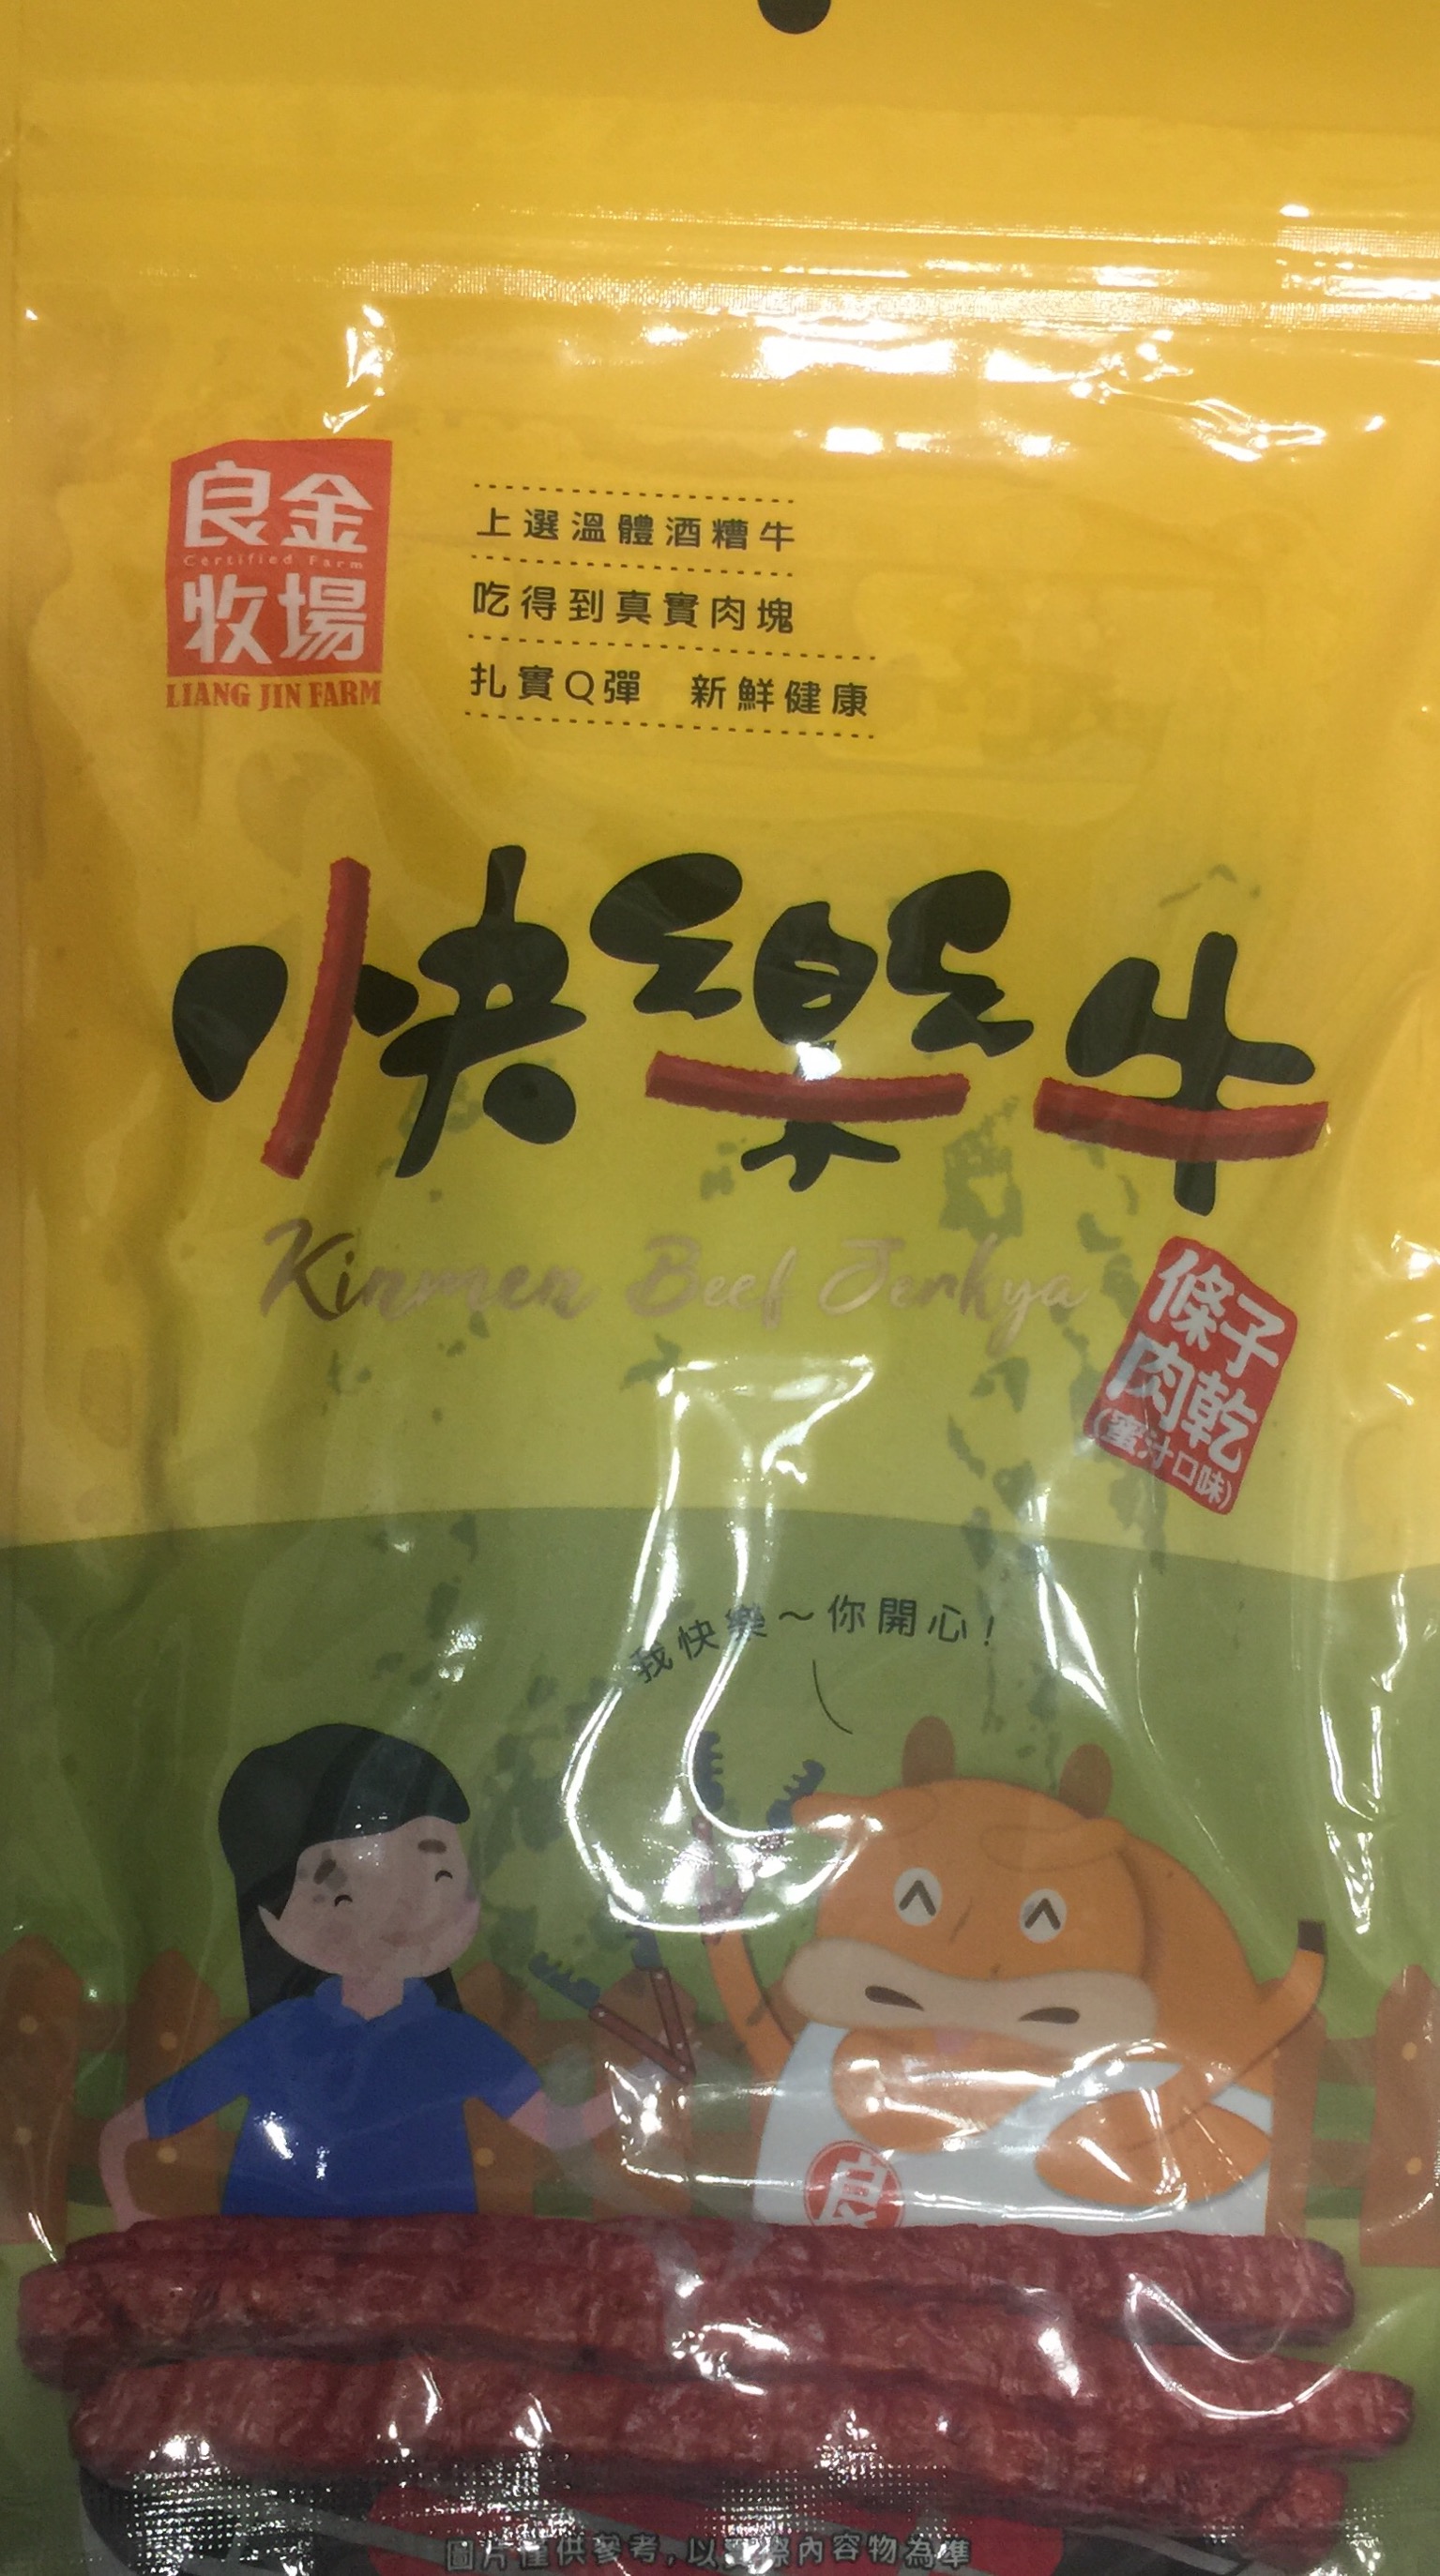 良金
Certified Farm
牧場
LIANG JIN FARM
上選溫體酒糟牛
吃得到真實肉塊
扎實Q彈 新鮮健康
快樂牛
Kinmen Beef Jerkya
條子
肉乾
(蜜汁口味)
我快樂～你開心!
良
圖片僅供參考,以實際內容物為準